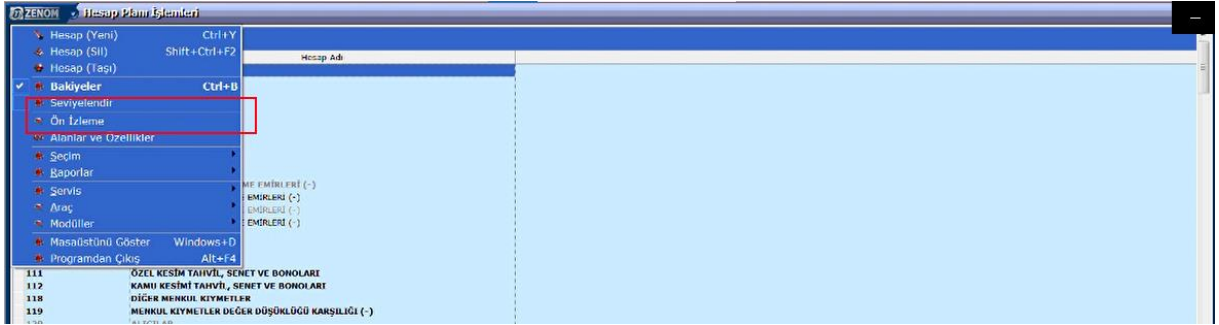 ZENOM Hesap Planı İşlemleri
Hesap (Yeni) Ctrl+Y
Hesap (Sil) Shift+Ctrl+F2
Hesap (Taşı)
Bakiyeler Ctrl+B
Seviyelendir
Ön İzleme
Alanlar ve Özellikler
Seçim
Raporlar
Servis
Araç
Modüller
Masaüstünü Göster Windows+D
Programdan Çıkış Alt+F4
Hesap Adı
ME EMİRLERİ (-)
EMİRLERİ (-)
EMİRLERİ (-)
EMİRLERİ (-)
111 ÖZEL KESİM TAHVİL, SENET VE BONOLARI
112 KAMU KESİMİ TAHVİL, SENET VE BONOLARI
118 DİĞER MENKUL KIYMETLER
119 MENKUL KIYMETLER DEĞER DÜŞÜKLÜĞÜ KARŞILIĞI (-)
120 ALICILAR